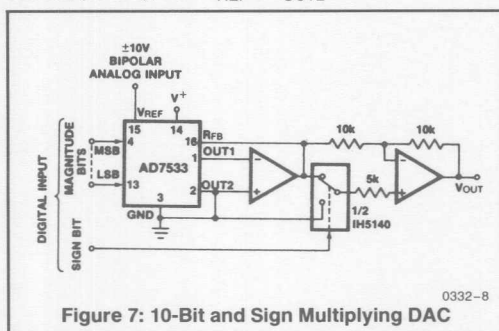 ±10V
BIPOLAR
ANALOG INPUT
V+
VREF
15
14
RFB
16
DIGITAL INPUT
MAGNITUDE
BITS
MSB
4
OUT1
1
AD7533
LSB
13
2
OUT2
3
GND
SIGN BIT
10k
10k
5k
VOUT
1/2
IH5140
0332-8
Figure 7: 10-Bit and Sign Multiplying DAC